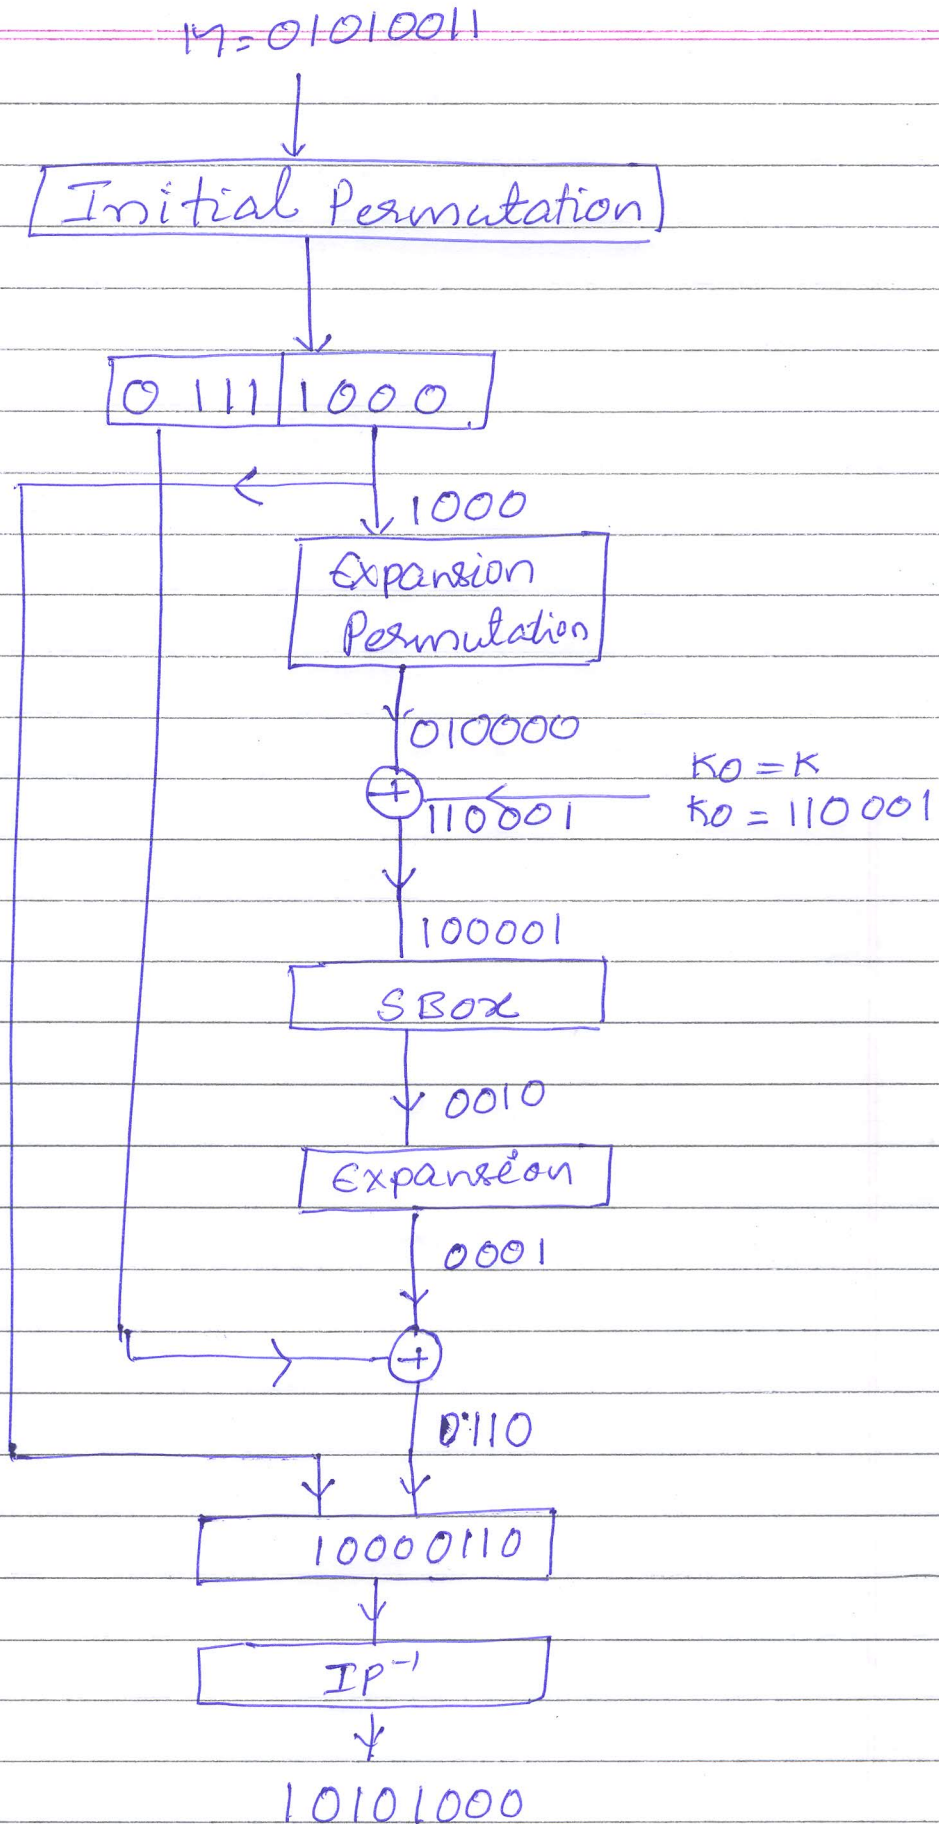 M=01010011
Initial Permutation
0 111 1000
1000
Expansion
Permutation
010000
K0 = K
+
110001 K0 = 110001
100001
SBox
0010
Expansion
0001
+
0110
10000110
IP⁻¹
10101000